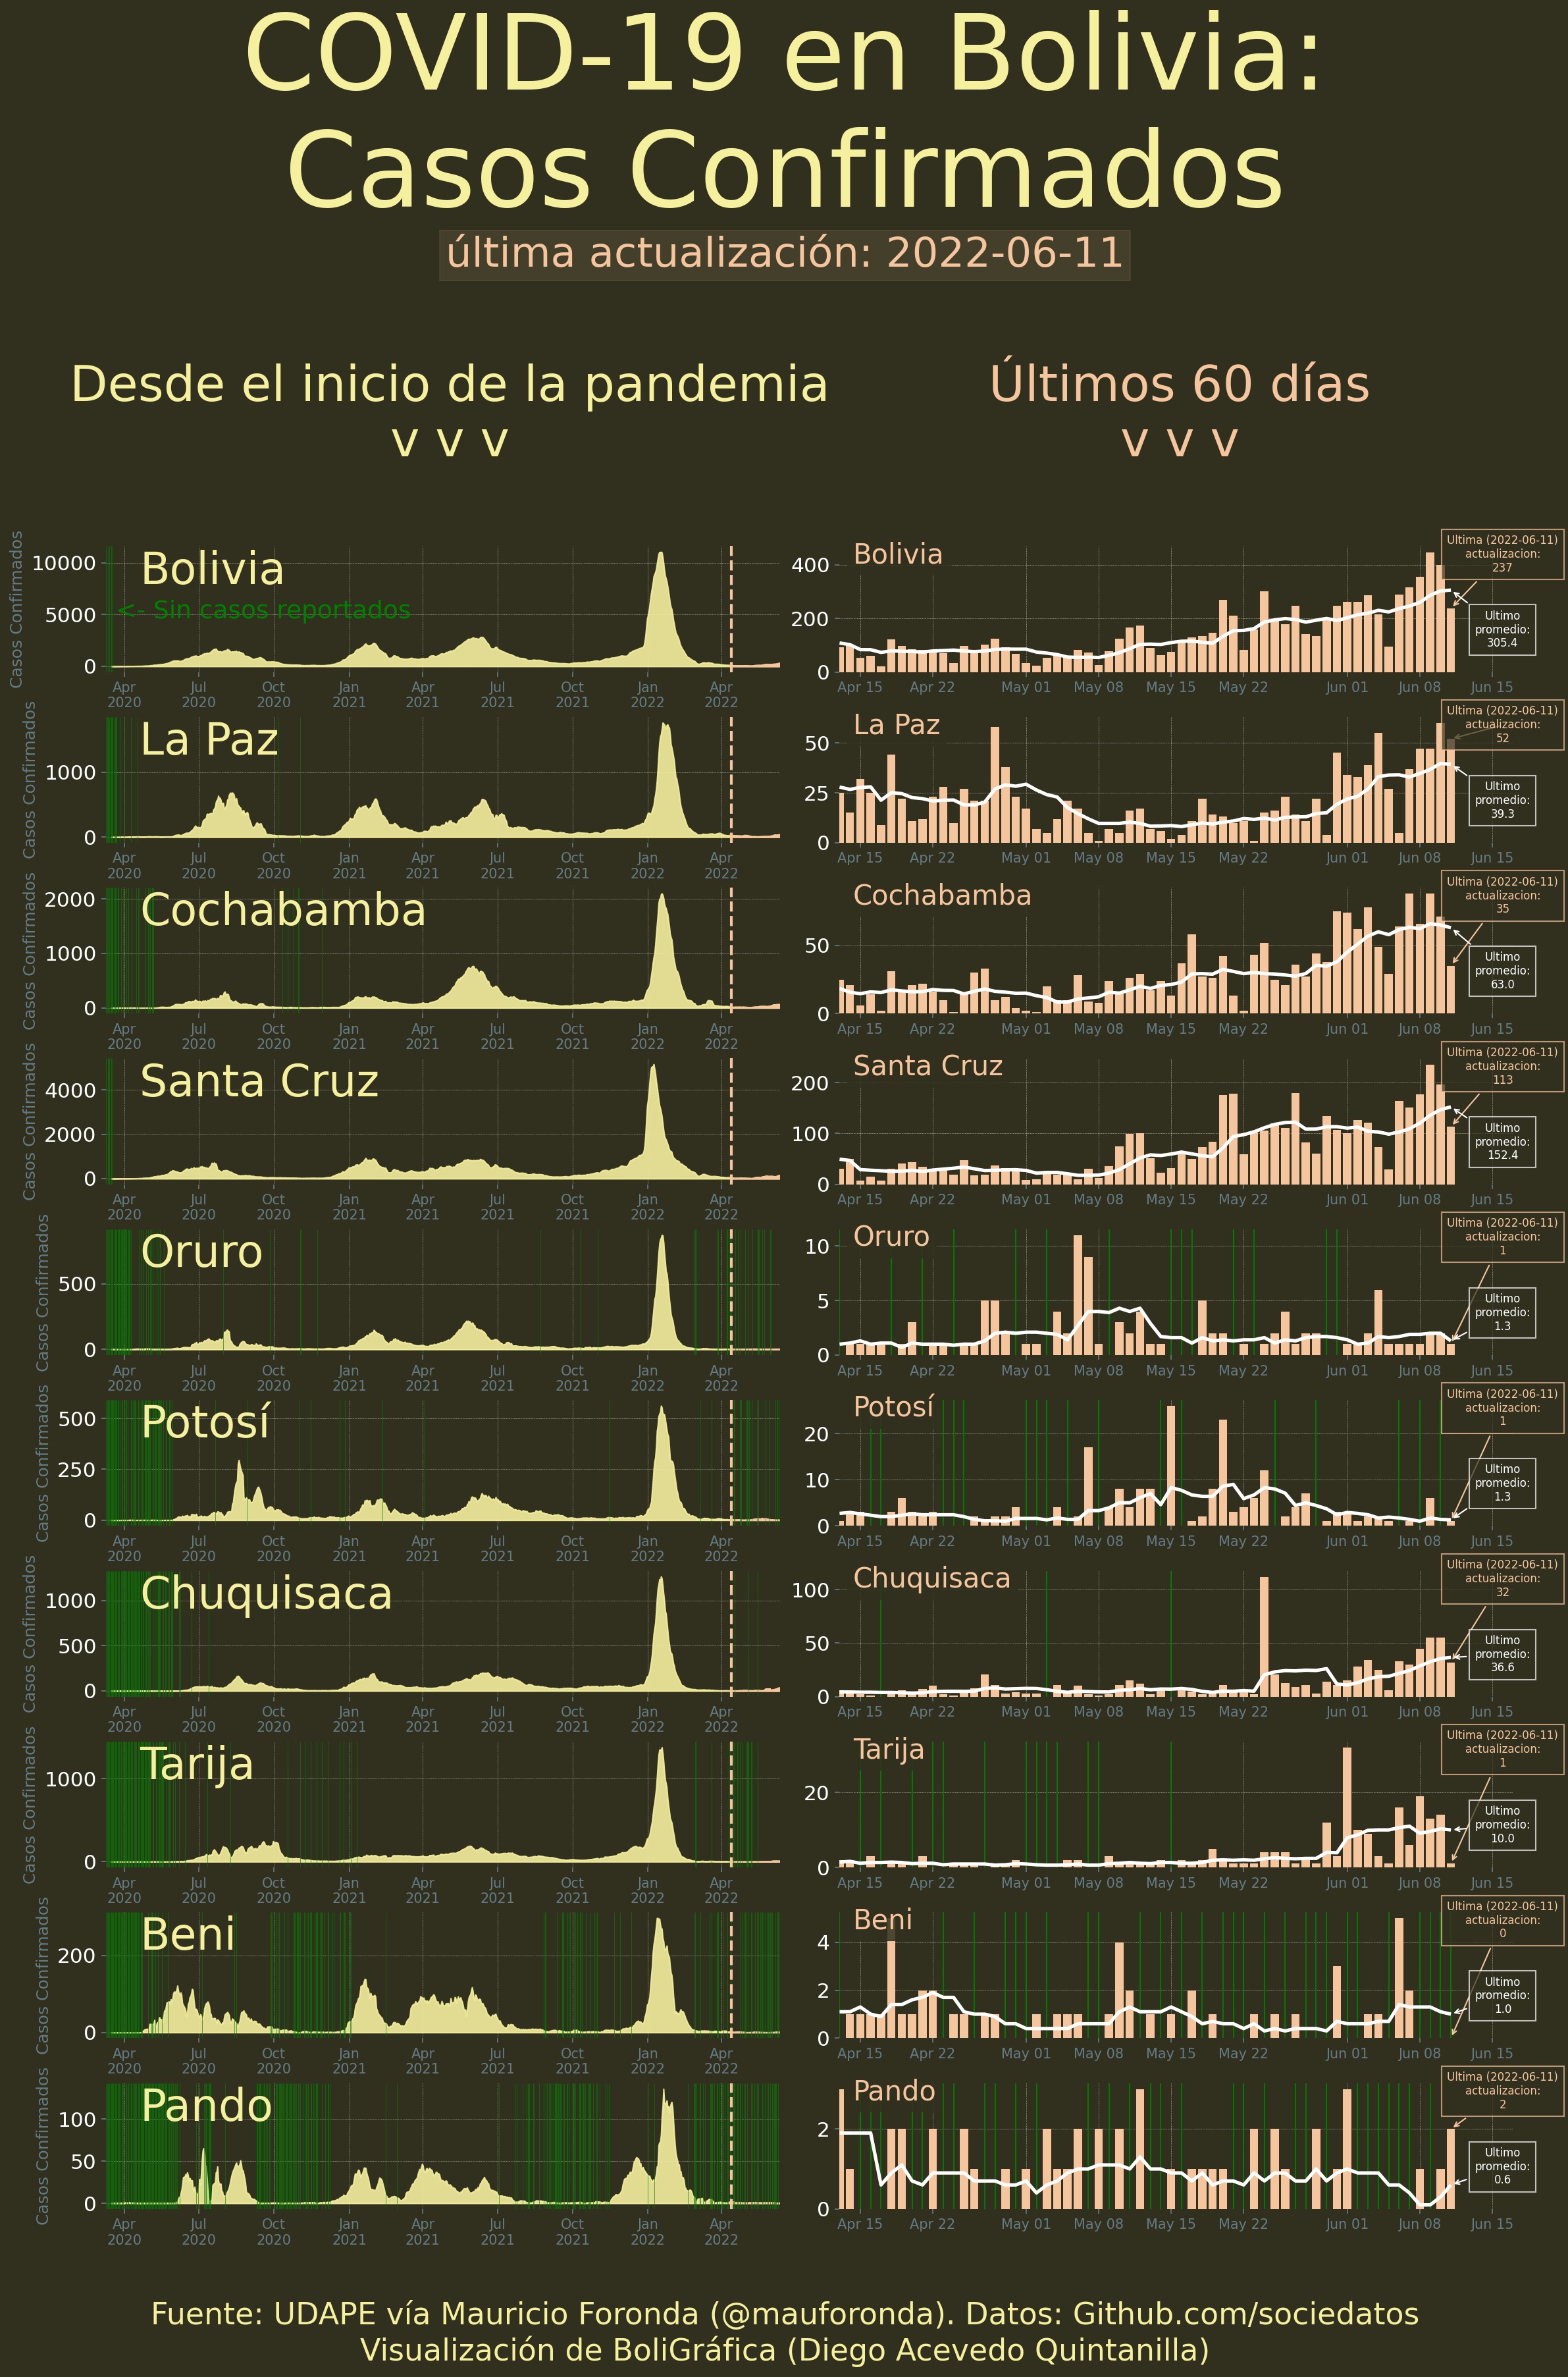 COVID-19 en Bolivia:
Casos Confirmados
última actualización: 2022-06-11
Desde el inicio de la pandemia
v v v
Últimos 60 días
v v v
Casos Confirmados
10000
5000
0
Bolivia
<- Sin casos reportados
Apr Jul Oct Jan Apr Jul Oct Jan Apr
2020 2020 2020 2021 2021 2021 2021 2022 2022
400
200
0
Bolivia
Apr 15 Apr 22 May 01 May 08 May 15 May 22 Jun 01 Jun 08 Jun 15
Ultima (2022-06-11)
actualizacion:
237
Ultimo
promedio:
305.4
Casos Confirmados
1000
0
La Paz
Apr Jul Oct Jan Apr Jul Oct Jan Apr
2020 2020 2020 2021 2021 2021 2021 2022 2022
50
25
0
La Paz
Apr 15 Apr 22 May 01 May 08 May 15 May 22 Jun 01 Jun 08 Jun 15
Ultima (2022-06-11)
actualizacion:
52
Ultimo
promedio:
39.3
Casos Confirmados
2000
1000
0
Cochabamba
Apr Jul Oct Jan Apr Jul Oct Jan Apr
2020 2020 2020 2021 2021 2021 2021 2022 2022
50
0
Cochabamba
Apr 15 Apr 22 May 01 May 08 May 15 May 22 Jun 01 Jun 08 Jun 15
Ultima (2022-06-11)
actualizacion:
35
Ultimo
promedio:
63.0
Casos Confirmados
4000
2000
0
Santa Cruz
Apr Jul Oct Jan Apr Jul Oct Jan Apr
2020 2020 2020 2021 2021 2021 2021 2022 2022
200
100
0
Santa Cruz
Apr 15 Apr 22 May 01 May 08 May 15 May 22 Jun 01 Jun 08 Jun 15
Ultima (2022-06-11)
actualizacion:
113
Ultimo
promedio:
152.4
Casos Confirmados
500
0
Oruro
Apr Jul Oct Jan Apr Jul Oct Jan Apr
2020 2020 2020 2021 2021 2021 2021 2022 2022
10
5
0
Oruro
Apr 15 Apr 22 May 01 May 08 May 15 May 22 Jun 01 Jun 08 Jun 15
Ultima (2022-06-11)
actualizacion:
1
Ultimo
promedio:
1.3
Casos Confirmados
500
250
0
Potosí
Apr Jul Oct Jan Apr Jul Oct Jan Apr
2020 2020 2020 2021 2021 2021 2021 2022 2022
20
10
0
Potosí
Apr 15 Apr 22 May 01 May 08 May 15 May 22 Jun 01 Jun 08 Jun 15
Ultima (2022-06-11)
actualizacion:
1
Ultimo
promedio:
1.3
Casos Confirmados
1000
500
0
Chuquisaca
Apr Jul Oct Jan Apr Jul Oct Jan Apr
2020 2020 2020 2021 2021 2021 2021 2022 2022
100
50
0
Chuquisaca
Apr 15 Apr 22 May 01 May 08 May 15 May 22 Jun 01 Jun 08 Jun 15
Ultima (2022-06-11)
actualizacion:
32
Ultimo
promedio:
36.6
Casos Confirmados
1000
0
Tarija
Apr Jul Oct Jan Apr Jul Oct Jan Apr
2020 2020 2020 2021 2021 2021 2021 2022 2022
20
0
Tarija
Apr 15 Apr 22 May 01 May 08 May 15 May 22 Jun 01 Jun 08 Jun 15
Ultima (2022-06-11)
actualizacion:
1
Ultimo
promedio:
10.0
Casos Confirmados
200
0
Beni
Apr Jul Oct Jan Apr Jul Oct Jan Apr
2020 2020 2020 2021 2021 2021 2021 2022 2022
4
2
0
Beni
Apr 15 Apr 22 May 01 May 08 May 15 May 22 Jun 01 Jun 08 Jun 15
Ultima (2022-06-11)
actualizacion:
0
Ultimo
promedio:
1.0
Casos Confirmados
100
50
0
Pando
Apr Jul Oct Jan Apr Jul Oct Jan Apr
2020 2020 2020 2021 2021 2021 2021 2022 2022
2
0
Pando
Apr 15 Apr 22 May 01 May 08 May 15 May 22 Jun 01 Jun 08 Jun 15
Ultima (2022-06-11)
actualizacion:
2
Ultimo
promedio:
0.6
Fuente: UDAPE vía Mauricio Foronda (@mauforonda). Datos: Github.com/sociedatos
Visualización de BoliGráfica (Diego Acevedo Quintanilla)